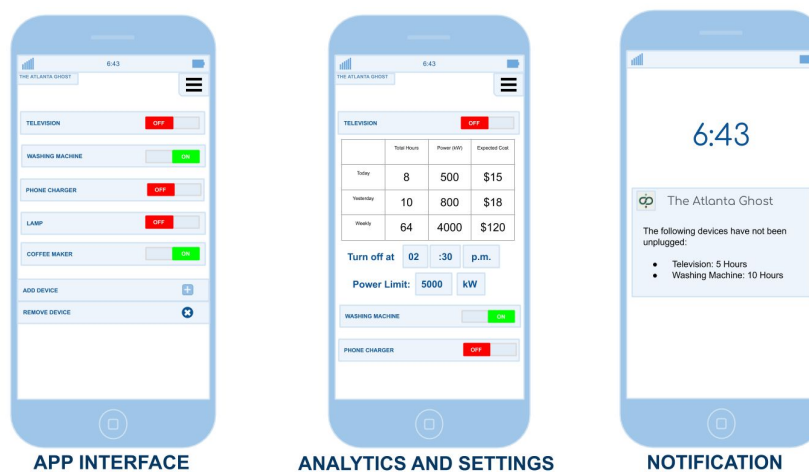 6:43
THE ATLANTA GHOST
TELEVISION OFF
WASHING MACHINE ON
PHONE CHARGER OFF
LAMP OFF
COFFEE MAKER ON
ADD DEVICE
REMOVE DEVICE
APP INTERFACE
6:43
THE ATLANTA GHOST
TELEVISION OFF
Total Hours Power (kW) Expected Cost
Today 8 500 $15
Yesterday 10 800 $18
Weekly 64 4000 $120
Turn off at 02 :30 p.m.
Power Limit: 5000 kW
WASHING MACHINE ON
PHONE CHARGER OFF
ANALYTICS AND SETTINGS
6:43
The Atlanta Ghost
The following devices have not been
unplugged:
● Television: 5 Hours
● Washing Machine: 10 Hours
NOTIFICATION